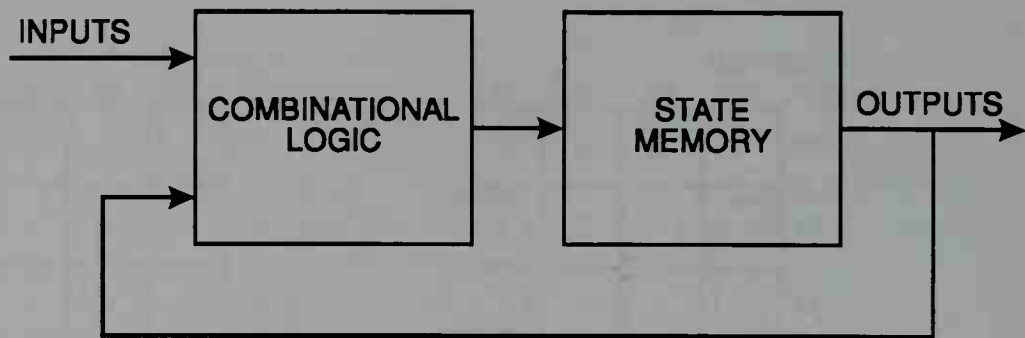 INPUTS
COMBINATIONAL
LOGIC
STATE
MEMORY
OUTPUTS